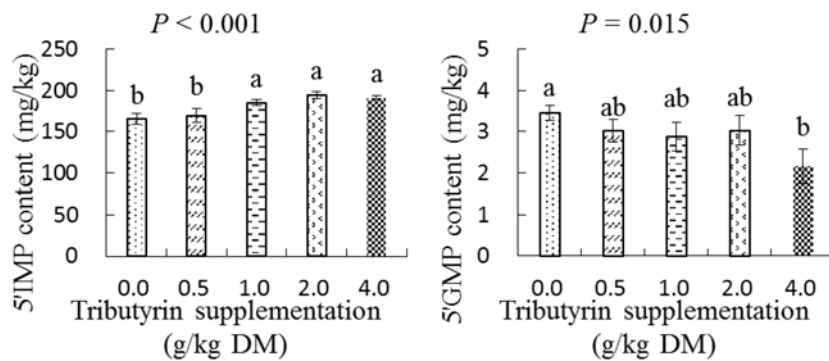 P < 0.001
5'IMP content (mg/kg)
250
200
150
100
50
0
b b a a a
0.0 0.5 1.0 2.0 4.0
Tributyrin supplementation
(g/kg DM)
P = 0.015
5'GMP content (mg/kg)
5
4
3
2
1
0
a ab ab ab b
0.0 0.5 1.0 2.0 4.0
Tributyrin supplementation
(g/kg DM)